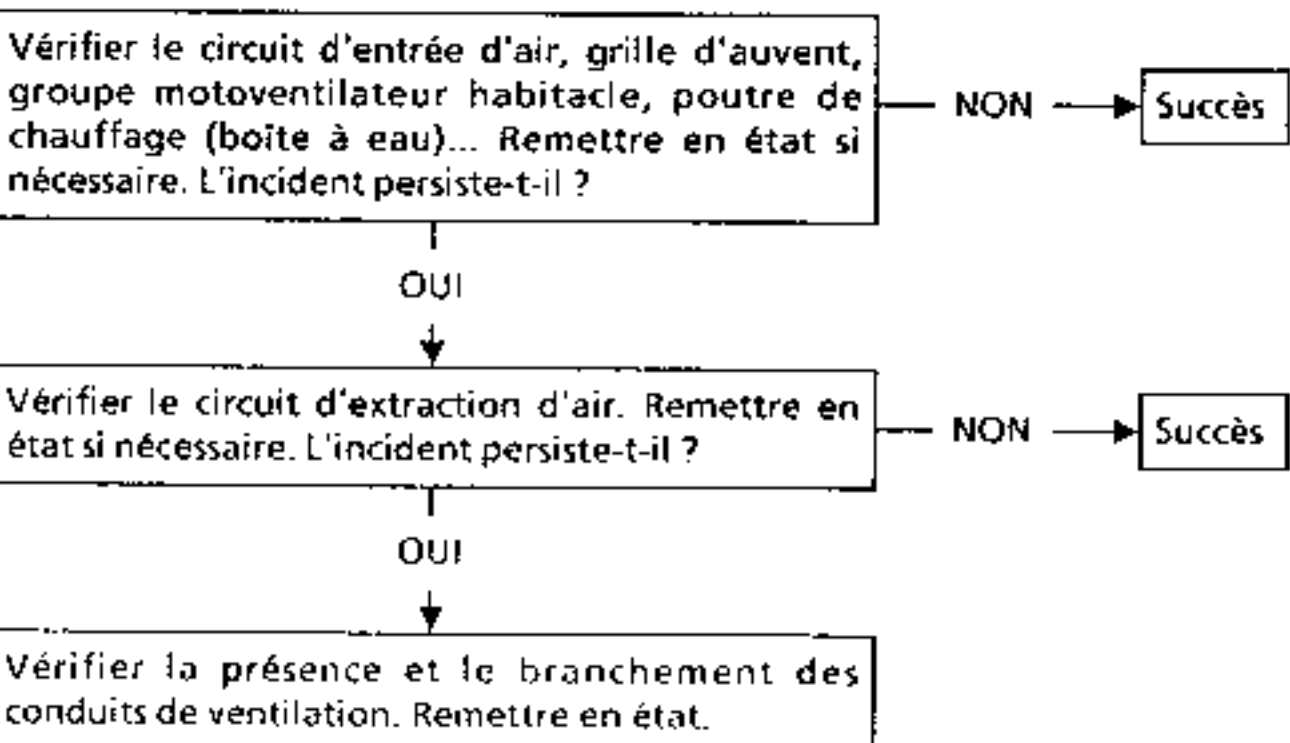 Vérifier le circuit d'entrée d'air, grille d'auvent,
groupe motoventilateur habitacle, poutre de
chauffage (boîte à eau)... Remettre en état si
nécessaire. L'incident persiste-t-il ?
NON
Succès
OUI
Vérifier le circuit d'extraction d'air. Remettre en
état si nécessaire. L'incident persiste-t-il ?
NON
Succès
OUI
Vérifier la présence et le branchement des
conduits de ventilation. Remettre en état.